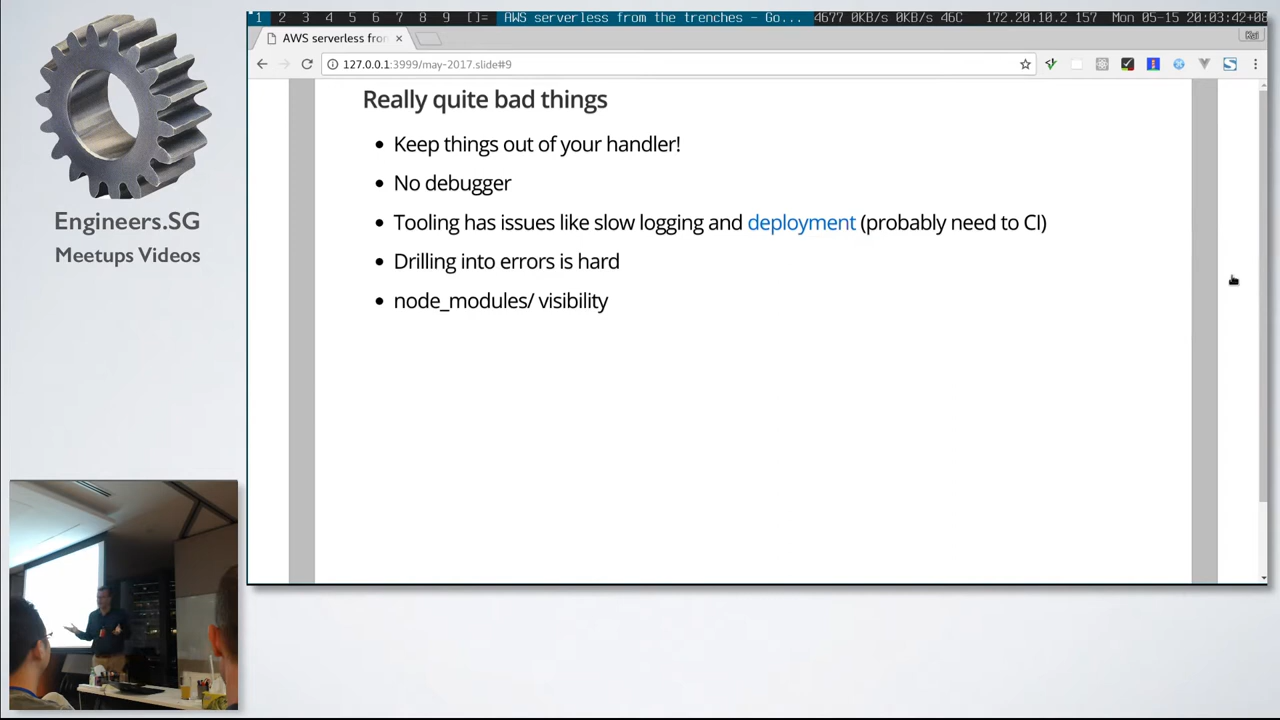 1 2 3 4 5 6 7 8 9 []= AWS serverless from the trenches - Go... 4677 0KB/s 0KB/s 46C 172.20.10.2 157 Mon 05-15 20:03:42+08
AWS serverless fron ×
Kai
127.0.0.1:3999/may-2017.slide#9
Really quite bad things
• Keep things out of your handler!
• No debugger
• Tooling has issues like slow logging and deployment (probably need to CI)
• Drilling into errors is hard
• node_modules/ visibility
Engineers.SG
Meetups Videos